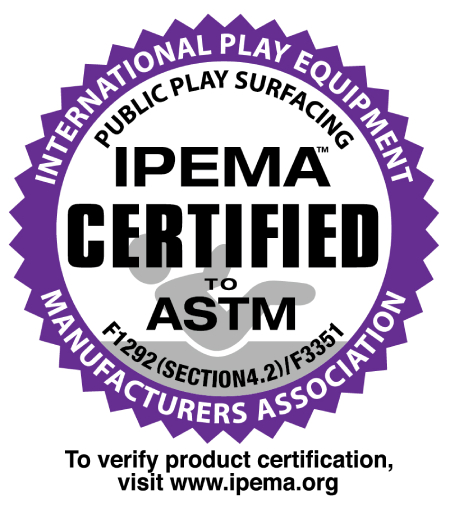 INTERNATIONAL PLAY EQUIPMENT
PUBLIC PLAY SURFACING
IPEMA™
CERTIFIED
TO
ASTM
F1292(SECTION4.2)/F3351
MANUFACTURERS ASSOCIATION
To verify product certification,
visit www.ipema.org